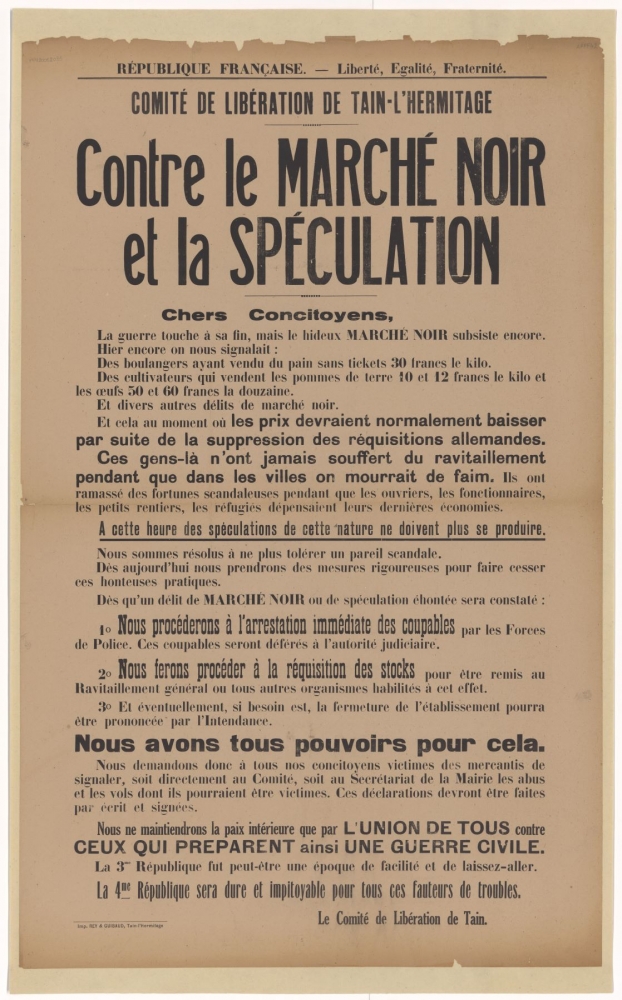 RÉPUBLIQUE FRANÇAISE. — Liberté, Egalité, Fraternité.
COMITÉ DE LIBÉRATION DE TAIN-L'HERMITAGE
Contre le MARCHÉ NOIR
et la SPÉCULATION
Chers Concitoyens,
La guerre touche à sa fin, mais le hideux MARCHÉ NOIR subsiste encore.
Hier encore on nous signalait :
Des boulangers ayant vendu du pain sans tickets 30 francs le kilo.
Des cultivateurs qui vendent les pommes de terre 10 et 12 francs le kilo et
les œufs 50 et 60 francs la douzaine.
Et divers autres délits de marché noir.
Et cela au moment où les prix devraient normalement baisser
par suite de la suppression des réquisitions allemandes.
Ces gens-là n'ont jamais souffert du ravitaillement
pendant que dans les villes on mourrait de faim. Ils ont
ramassé des fortunes scandaleuses pendant que les ouvriers, les fonctionnaires,
les petits rentiers, les réfugiés dépensaient leurs dernières économies.
A cette heure des spéculations de cette nature ne doivent plus se produire.
Nous sommes résolus à ne plus tolérer un pareil scandale.
Dès aujourd'hui nous prendrons des mesures rigoureuses pour faire cesser
ces honteuses pratiques.
Dès qu'un délit de MARCHÉ NOIR ou de spéculation éhontée sera constaté :
1o Nous procéderons à l'arrestation immédiate des coupables par les Forces
de Police. Ces coupables seront déférés à l'autorité judiciaire.
2o Nous ferons procéder à la réquisition des stocks pour être remis au
Ravitaillement général ou tous autres organismes habilités à cet effet.
3o Et éventuellement, si besoin est, la fermeture de l'établissement pourra
être prononcée par l'Intendance.
Nous avons tous pouvoirs pour cela.
Nous demandons donc à tous nos concitoyens victimes des mercantis de
signaler, soit directement au Comité, soit au Secrétariat de la Mairie les abus
et les vols dont ils pourraient être victimes. Ces déclarations devront être faites
par écrit et signées.
Nous ne maintiendrons la paix intérieure que par L'UNION DE TOUS contre
CEUX QUI PREPARENT ainsi UNE GUERRE CIVILE.
La 3me République fut peut-être une époque de facilité et de laissez-aller.
La 4me République sera dure et impitoyable pour tous ces fauteurs de troubles.
Le Comité de Libération de Tain.
Imp. REY & Tain-l'Hermitage